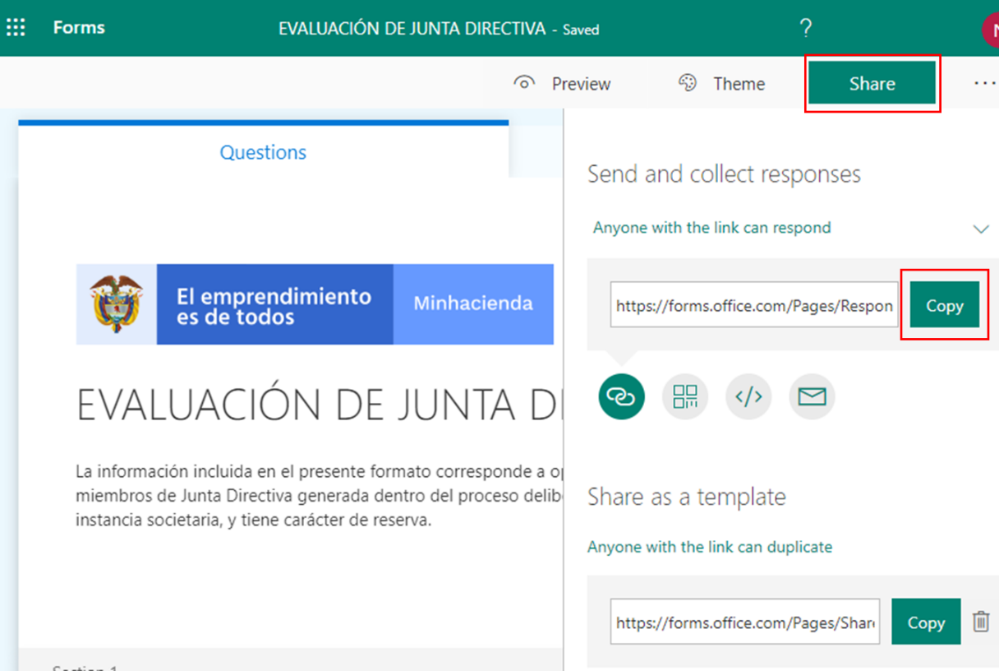 Forms
EVALUACIÓN DE JUNTA DIRECTIVA - Saved
?
Preview
Theme
Share
...
Questions
El emprendimiento
es de todos
Minhacienda
EVALUACIÓN DE JUNTA
La información incluida en el presente formato corresponde a
miembros de Junta Directiva generada dentro del proceso
instancia societaria, y tiene carácter de reserva.
Send and collect responses
Anyone with the link can respond
https://forms.office.com/Pages/Respon
Copy
</>
Share as a template
Anyone with the link can duplicate
https://forms.office.com/Pages/Shar
Copy